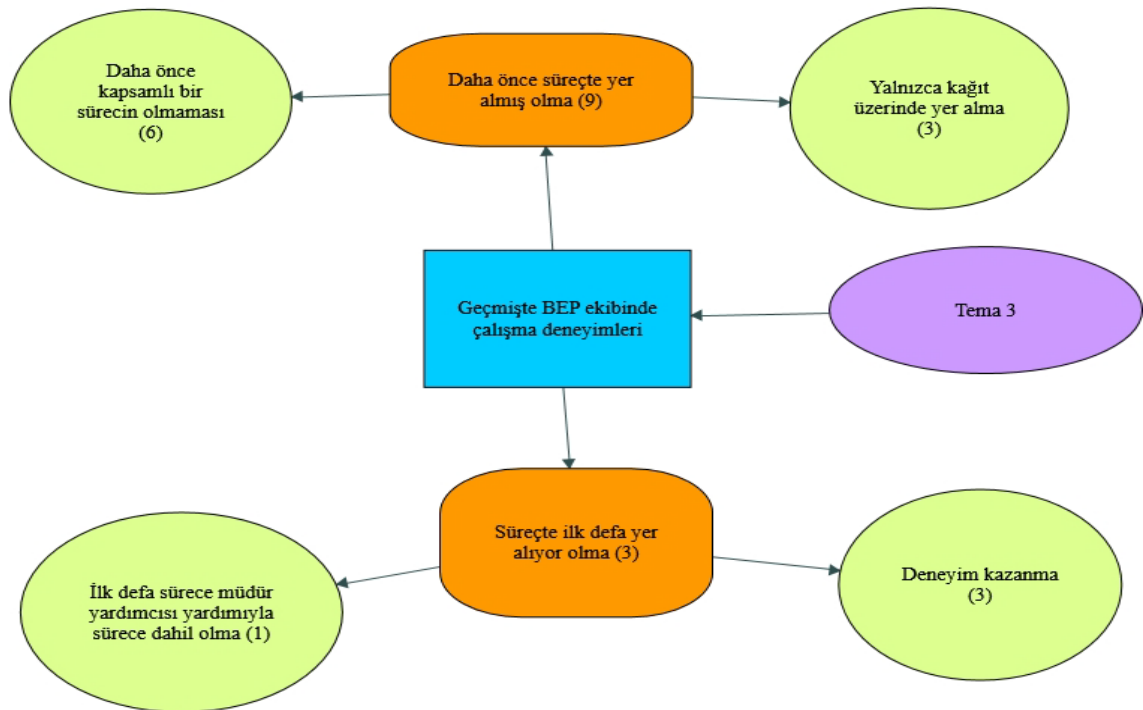 Daha önce
kapsamlı bir
sürecin olmaması
(6)
Daha önce süreçte yer
almış olma (9)
Yalnızca kağıt
üzerinde yer alma
(3)
Geçmişte BEP ekibinde
çalışma deneyimleri
Tema 3
Süreçte ilk defa yer
alıyor olma (3)
İlk defa sürece müdür
yardımcısı yardımıyla
sürece dahil olma (1)
Deneyim kazanma
(3)